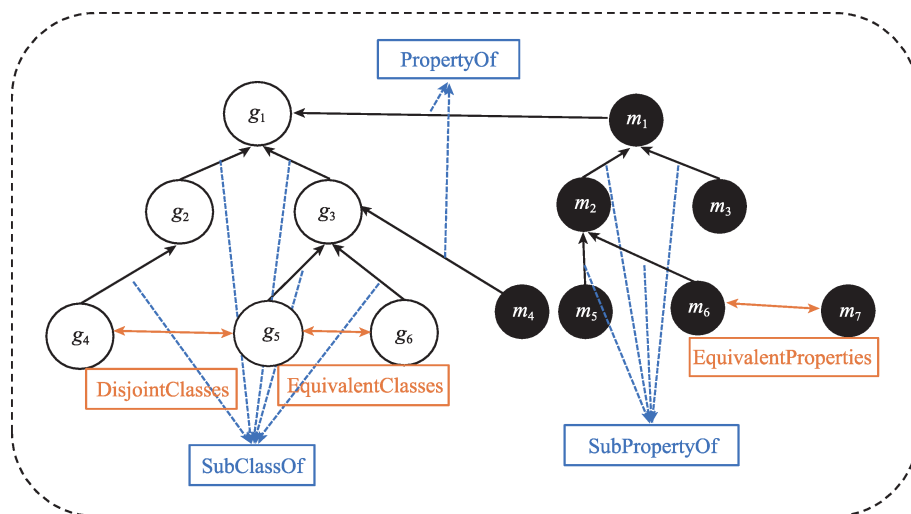 PropertyOf
g₁
m₁
g₂
g₃
m₂
m₃
g₄
g₅
g₆
m₄
m₅
m₆
m₇
DisjointClasses
EquivalentClasses
EquivalentProperties
SubClassOf
SubPropertyOf